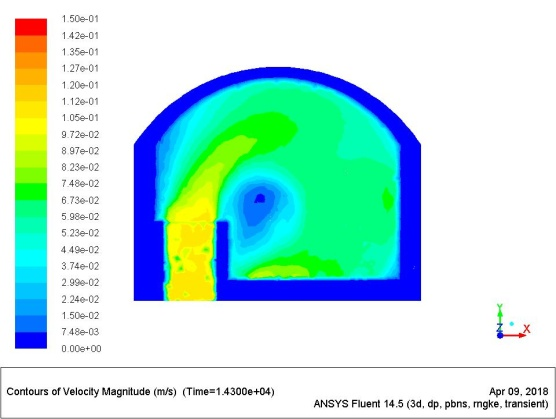 1.50e-01
1.42e-01
1.35e-01
1.27e-01
1.20e-01
1.12e-01
1.05e-01
9.72e-02
8.97e-02
8.23e-02
7.48e-02
6.73e-02
5.98e-02
5.23e-02
4.49e-02
3.74e-02
2.99e-02
2.24e-02
1.50e-02
7.48e-03
0.00e+00
Y
Z X
Contours of Velocity Magnitude (m/s) (Time=1.4300e+04)
Apr 09, 2018
ANSYS Fluent 14.5 (3d, dp, pbns, rngke, transient)